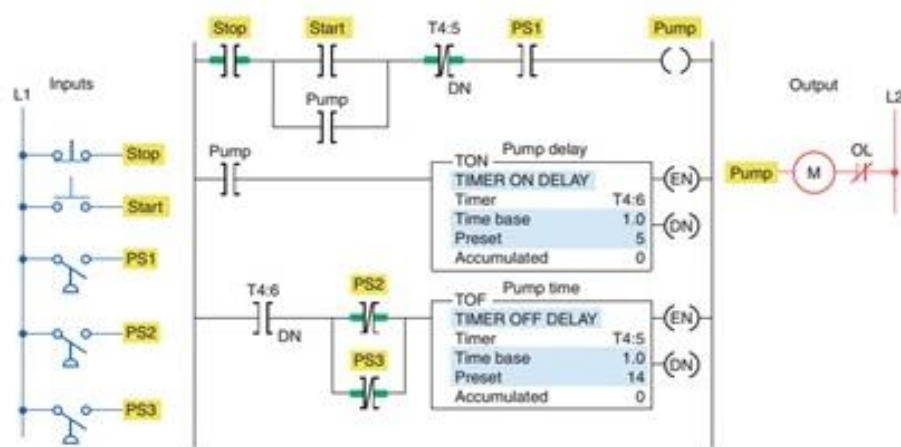 Stop Start T4:5 PS1 Pump
DN
Pump
Inputs
L1
Stop
Start
PS1
PS2
PS3
Pump
Pump delay
TON
TIMER ON DELAY
Timer T4:6
Time base 1.0
Preset 5
Accumulated 0
EN
DN
T4:6
DN
PS2
PS3
Pump time
TOF
TIMER OFF DELAY
Timer T4:5
Time base 1.0
Preset 14
Accumulated 0
EN
DN
Output
L2
Pump M OL